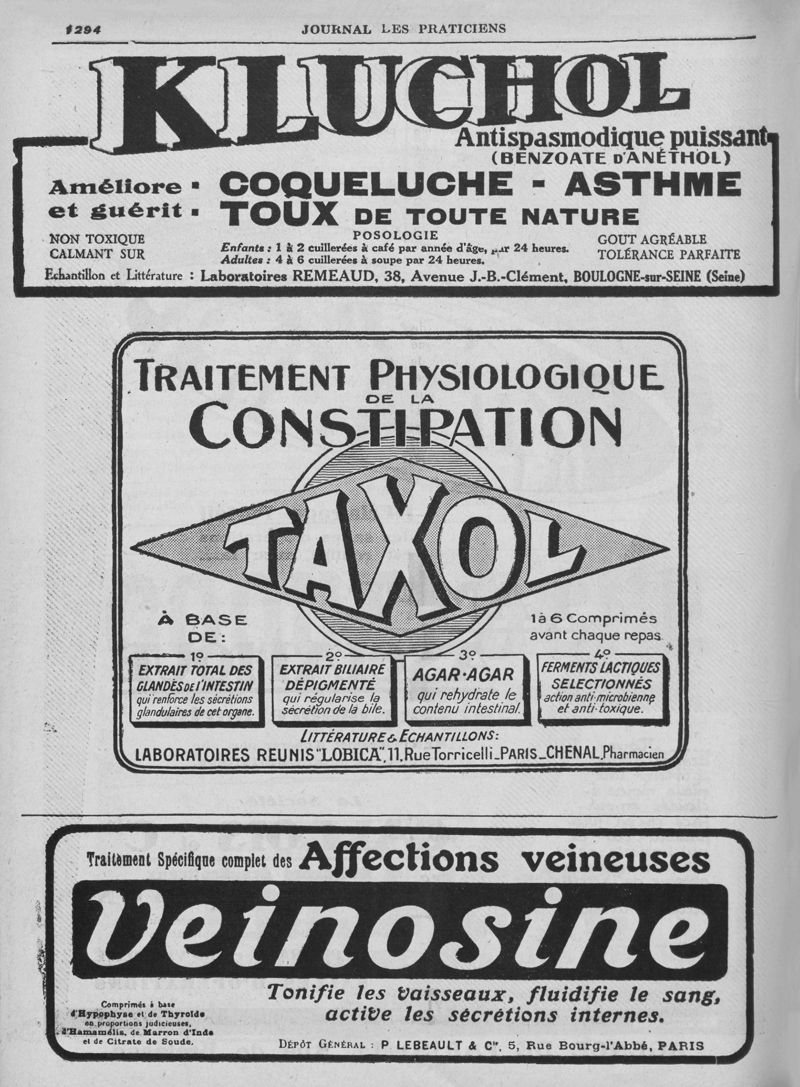 1294
JOURNAL LES PRATICIENS
KLUCHOL
Antispasmodique puissant
(BENZOATE D'ANÉTHOL)
Améliore
et guérit:
COQUELUCHE - ASTHME
TOUX DE TOUTE NATURE
NON TOXIQUE
CALMANT SUR
POSOLOGIE
Enfants : 1 à 2 cuillerées à café par année d'âge, par 24 heures.
Adultes : 4 à 6 cuillerées à soupe par 24 heures.
GOUT AGRÉABLE
TOLÉRANCE PARFAITE
Echantillon et Littérature : Laboratoires REMEAUD, 38, Avenue J.-B.-Clément, BOULOGNE-sur-SEINE (Seine)
TRAITEMENT PHYSIOLOGIQUE
DE LA
CONSTIPATION
TAXOL
À BASE
DE:
1 à 6 Comprimés
avant chaque repas.
1º
EXTRAIT TOTAL DES
GLANDES DE L'INTESTIN
qui renforce les sécrétions
glandulaires de cet organe.
2º
EXTRAIT BILIAIRE
DÉPIGMENTÉ
qui régularise la
sécrétion de la bile.
3º
AGAR-AGAR
qui rehydrate le
contenu intestinal.
4º
FERMENTS LACTIQUES
SELECTIONNÉS
action anti-microbienne
et anti-toxique.
LITTÉRATURE & ECHANTILLONS:
LABORATOIRES REUNIS "LOBICA", 11, Rue Torricelli_PARIS_CHENAL, Pharmacien
Traitement Spécifique complet des Affections veineuses
Veinosine
Comprimés à base
d'Hypophyse et de Thyroïde
en proportions judicieuses,
d'Hamamélis, de Marron d'Inde
et de Citrate de Soude.
Tonifie les vaisseaux, fluidifie le sang,
active les sécrétions internes.
DÉPÔT GÉNÉRAL : P LEBEAULT & Cie, 5, Rue Bourg-l'Abbé, PARIS